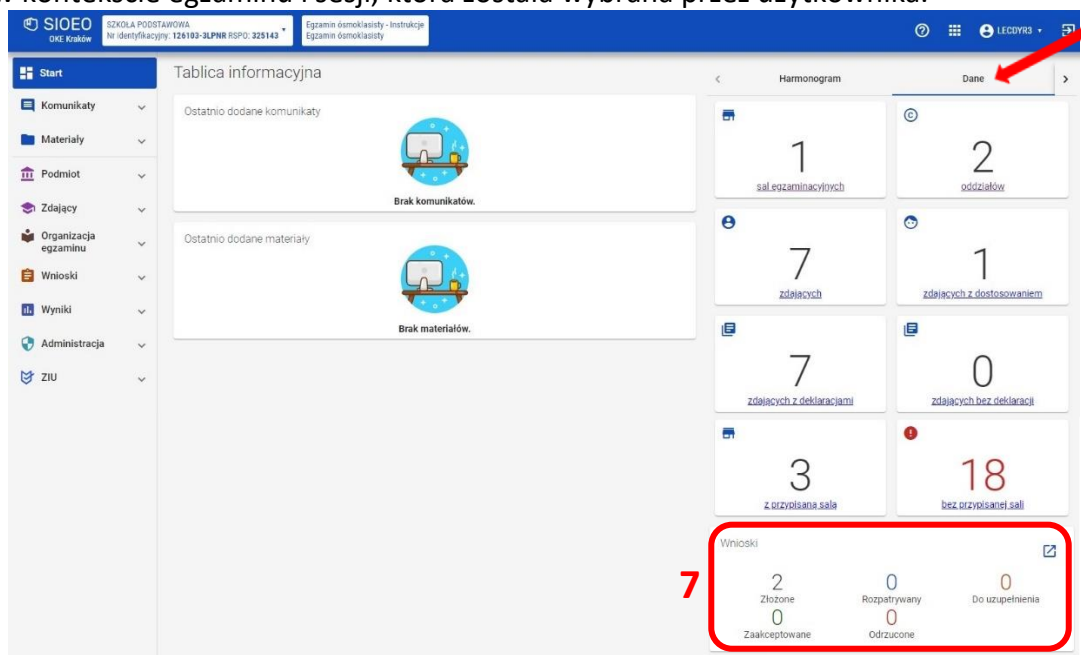 w kontekście egzaminu i sesji, która została wybrana przez użytkownika.
SIOEO
OKE Kraków
SZKOŁA PODSTAWOWA
Nr identyfikacyjny: 126103-3LPNR RSPO: 325143
Egzamin ósmoklasisty - Instrukcje
Egzamin ósmoklasisty
LECDYR3
Start
Komunikaty
Materiały
Podmiot
Zdający
Organizacja
egzaminu
Wnioski
Wyniki
Administracja
ZIU
Tablica informacyjna
Ostatnio dodane komunikaty
Brak komunikatów.
Ostatnio dodane materiały
Brak materiałów.
Harmonogram
Dane
1
sal egzaminacyjnych
2
oddziałów
7
zdających
1
zdających z dostosowaniem
7
zdających z deklaracjami
0
zdających bez deklaracji
3
z przypisaną salą
18
bez przypisanej sali
7
Wnioski
2
Złożone
0
Rozpatrywany
0
Do uzupełnienia
0
Zaakceptowane
0
Odrzucone